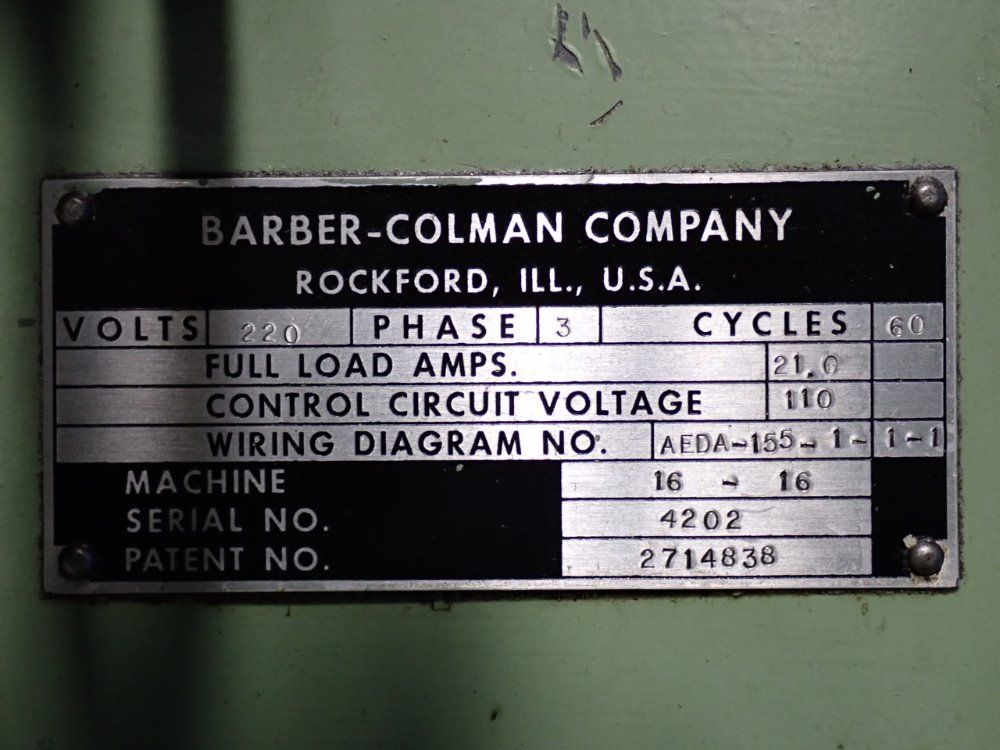 BARBER-COLMAN COMPANY
ROCKFORD, ILL., U.S.A.
VOLTS 220 PHASE 3 CYCLES 60
FULL LOAD AMPS. 21.0
CONTROL CIRCUIT VOLTAGE 110
WIRING DIAGRAM NO. AEDA-155-1-1-1
MACHINE 16 - 16
SERIAL NO. 4202
PATENT NO. 2714838